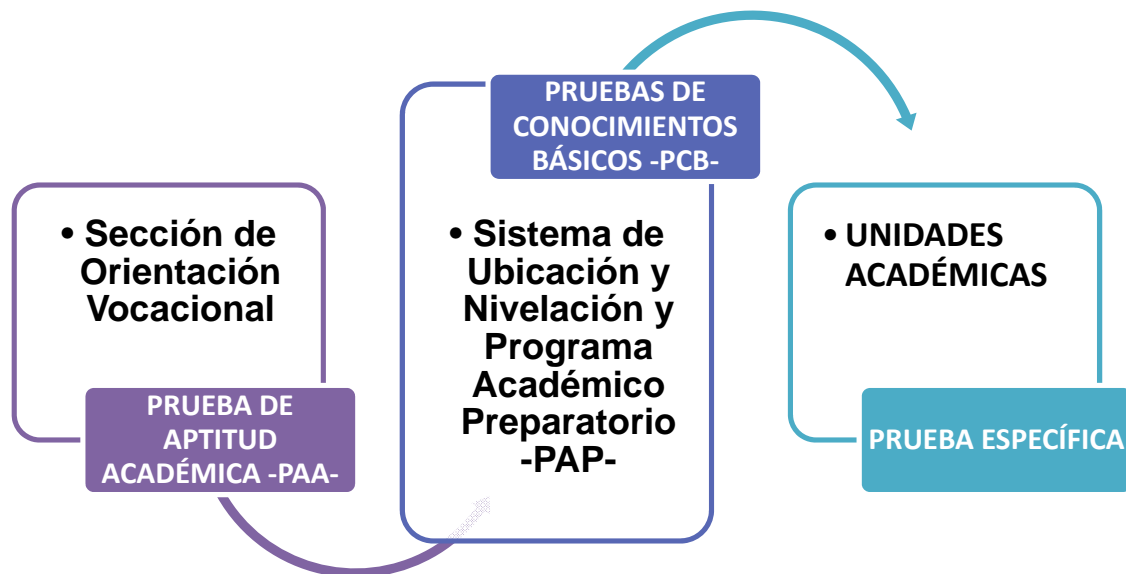 • Sección de
Orientación
Vocacional
PRUEBA DE
APTITUD
ACADÉMICA -PAA-
PRUEBAS DE
CONOCIMIENTOS
BÁSICOS -PCB-
• Sistema de
Ubicación y
Nivelación y
Programa
Académico
Preparatorio
-PAP-
• UNIDADES
ACADÉMICAS
PRUEBA ESPECÍFICA